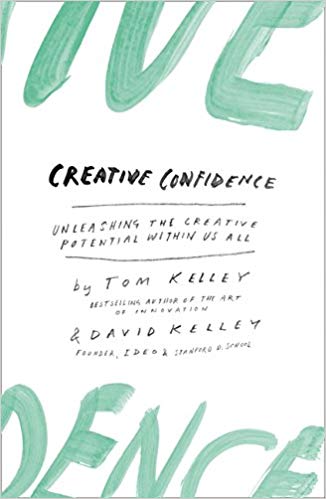 IVE
CREATIVE CONFIDENCE
UNLEASHING THE CREATIVE
POTENTIAL WITHIN US ALL
by TOM KELLEY
BESTSELLING AUTHOR OF THE ART
OF INNOVATION
& DAVID KELLEY
FOUNDER, IDEO & STANFORD D. SCHOOL
DENCE